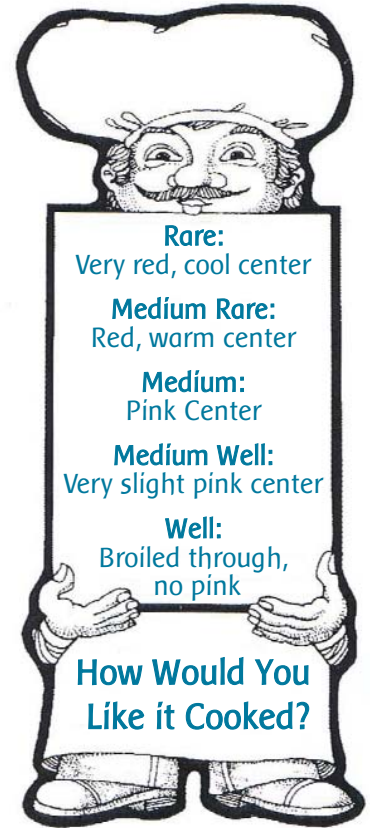 Rare:
Very red, cool center
Medium Rare:
Red, warm center
Medium:
Pink Center
Medium Well:
Very slight pink center
Well:
Broiled through,
no pink
How Would You
Like it Cooked?